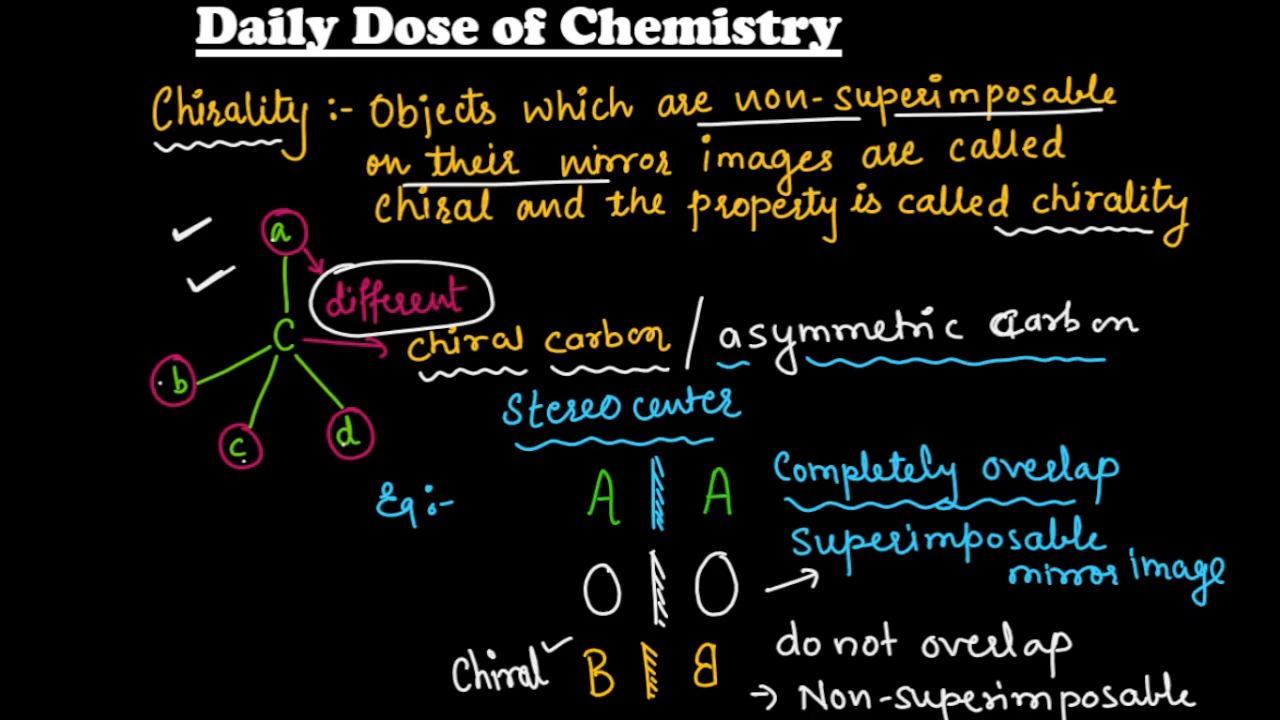 Daily Dose of Chemistry
Chirality :- Objects which are non-superimposable
on their mirror images are called
chiral and the property is called chirality
a
different
C
chiral carbon / asymmetric Carbon
b
c
d
Stereo center
Eg:-
A A
Completely overlap
Superimposable
mirror image
O O
do not overlap
Chiral B B
→ Non-superimposable